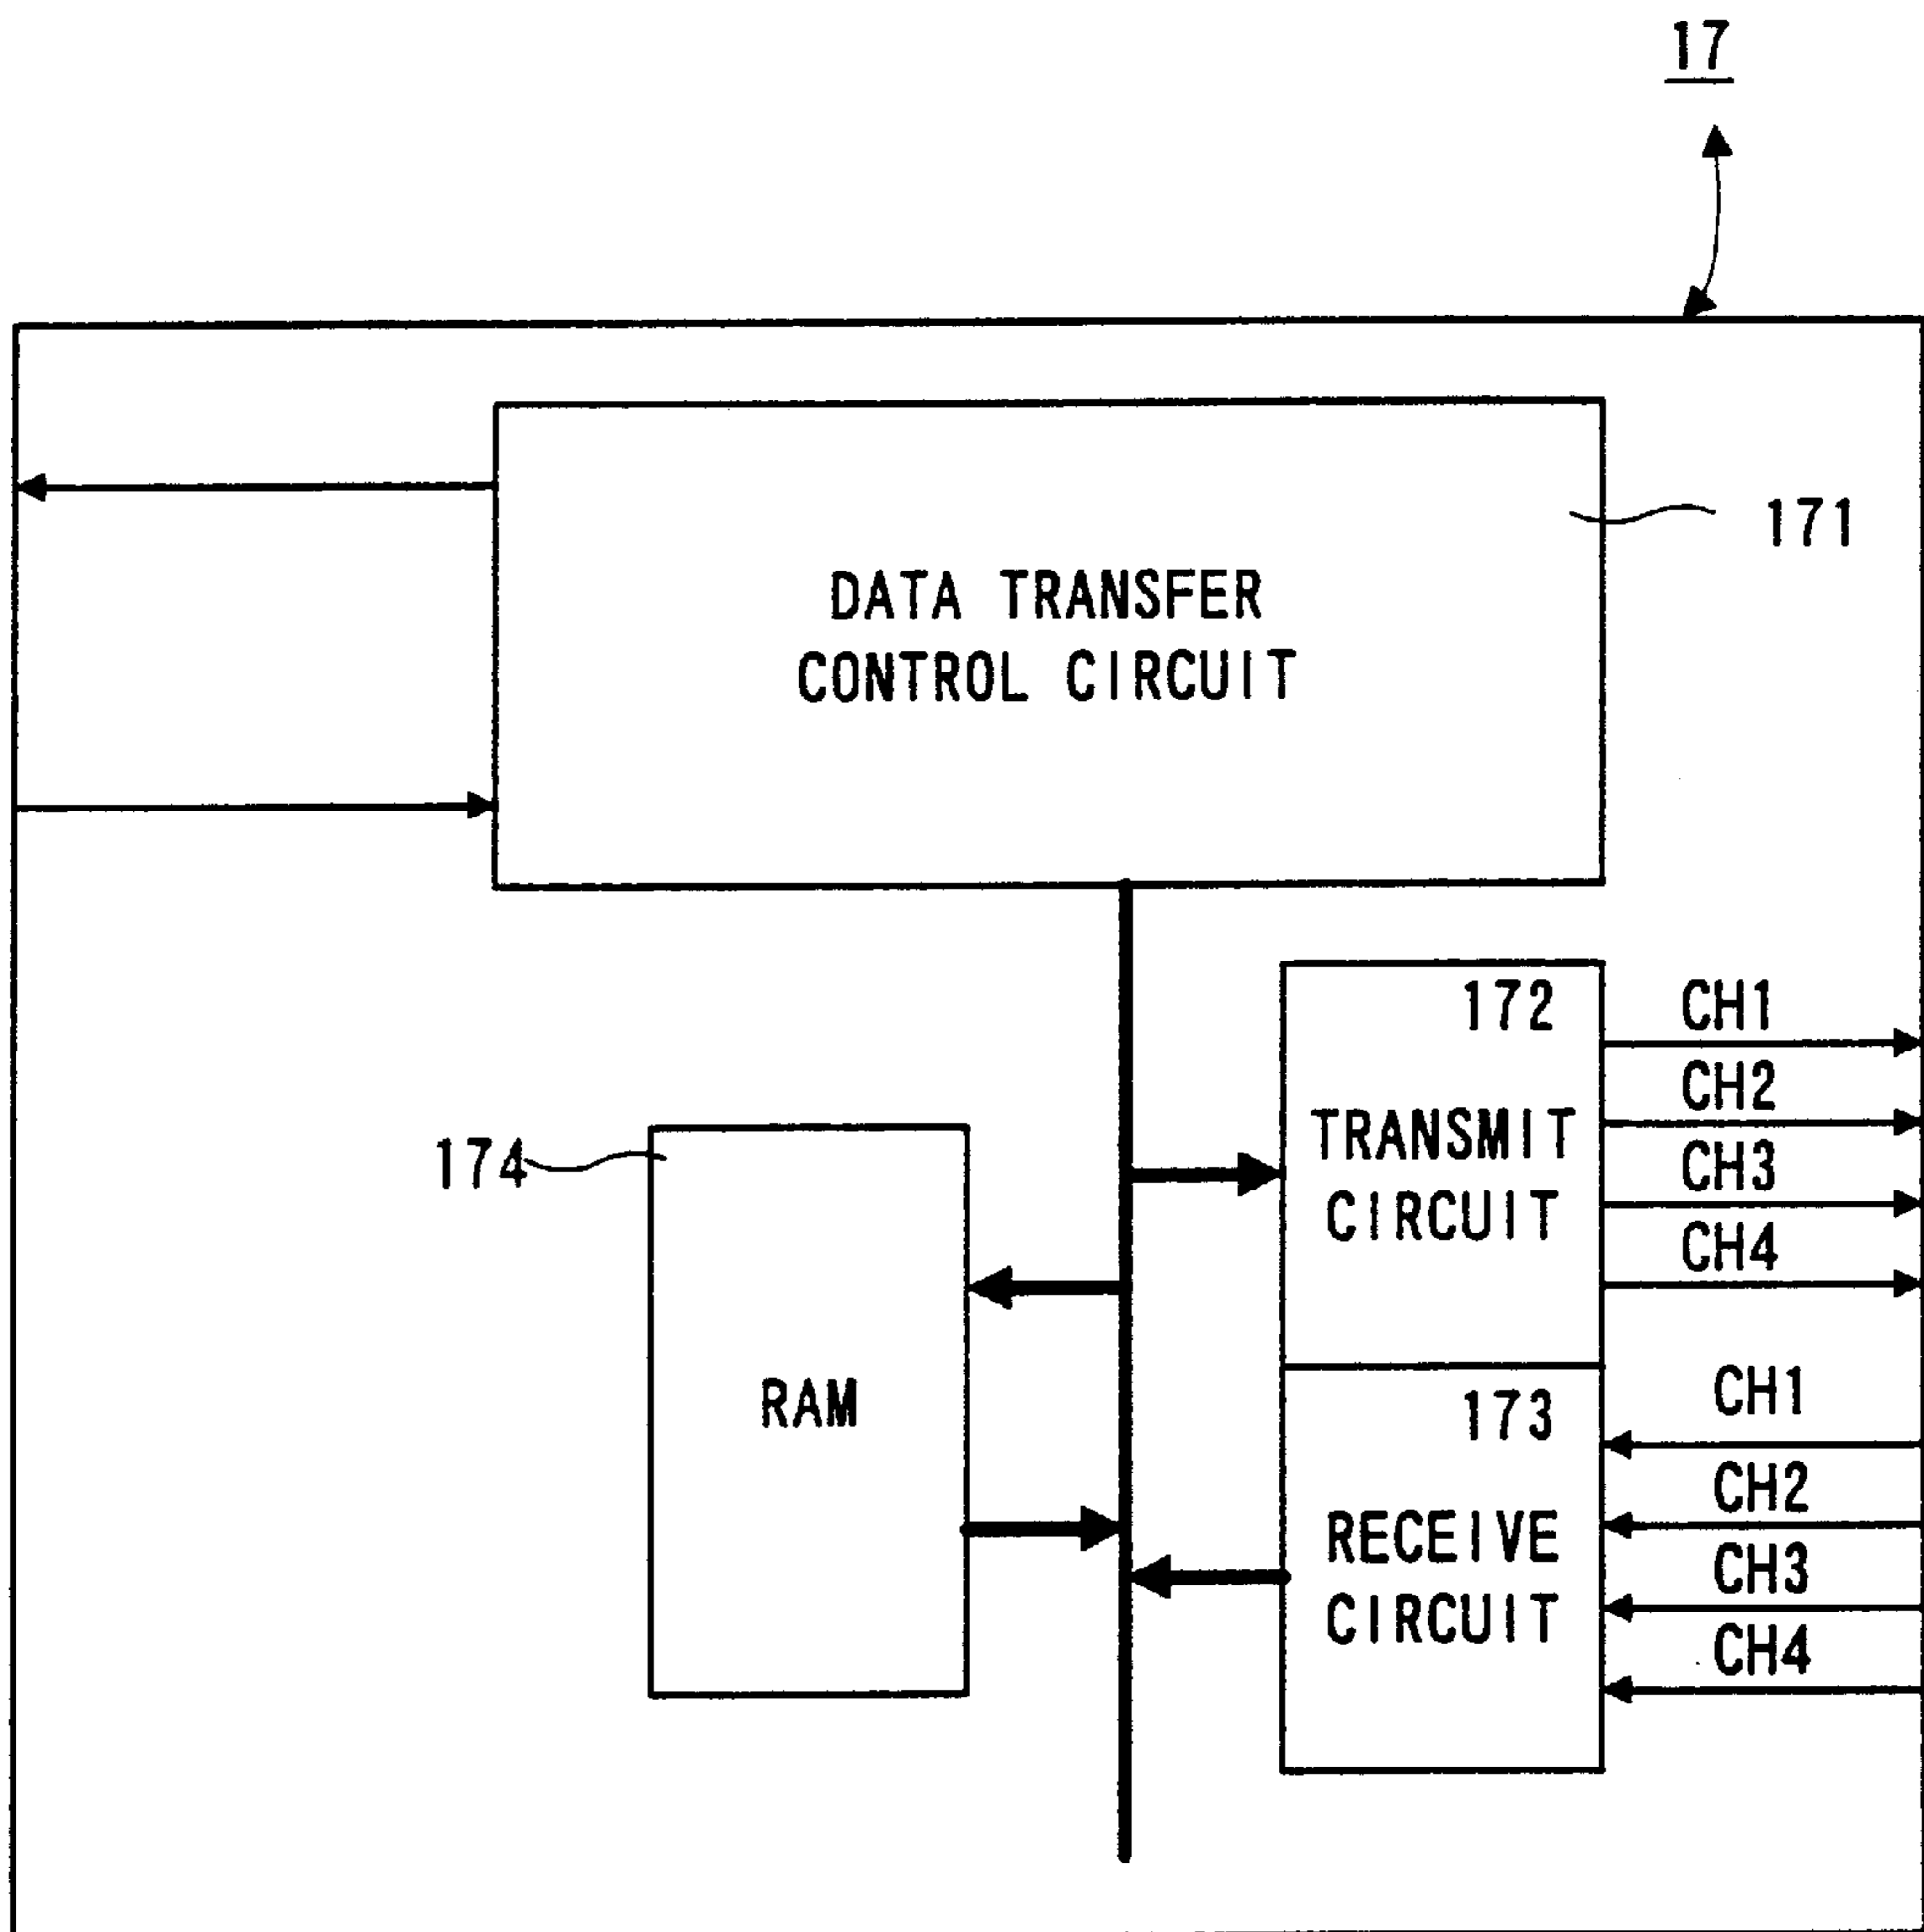 17
171
DATA TRANSFER
CONTROL CIRCUIT
172
CH1
CH2
TRANSMIT
CH3
CIRCUIT
CH4
174
RAM
173
CH1
CH2
RECEIVE
CH3
CIRCUIT
CH4